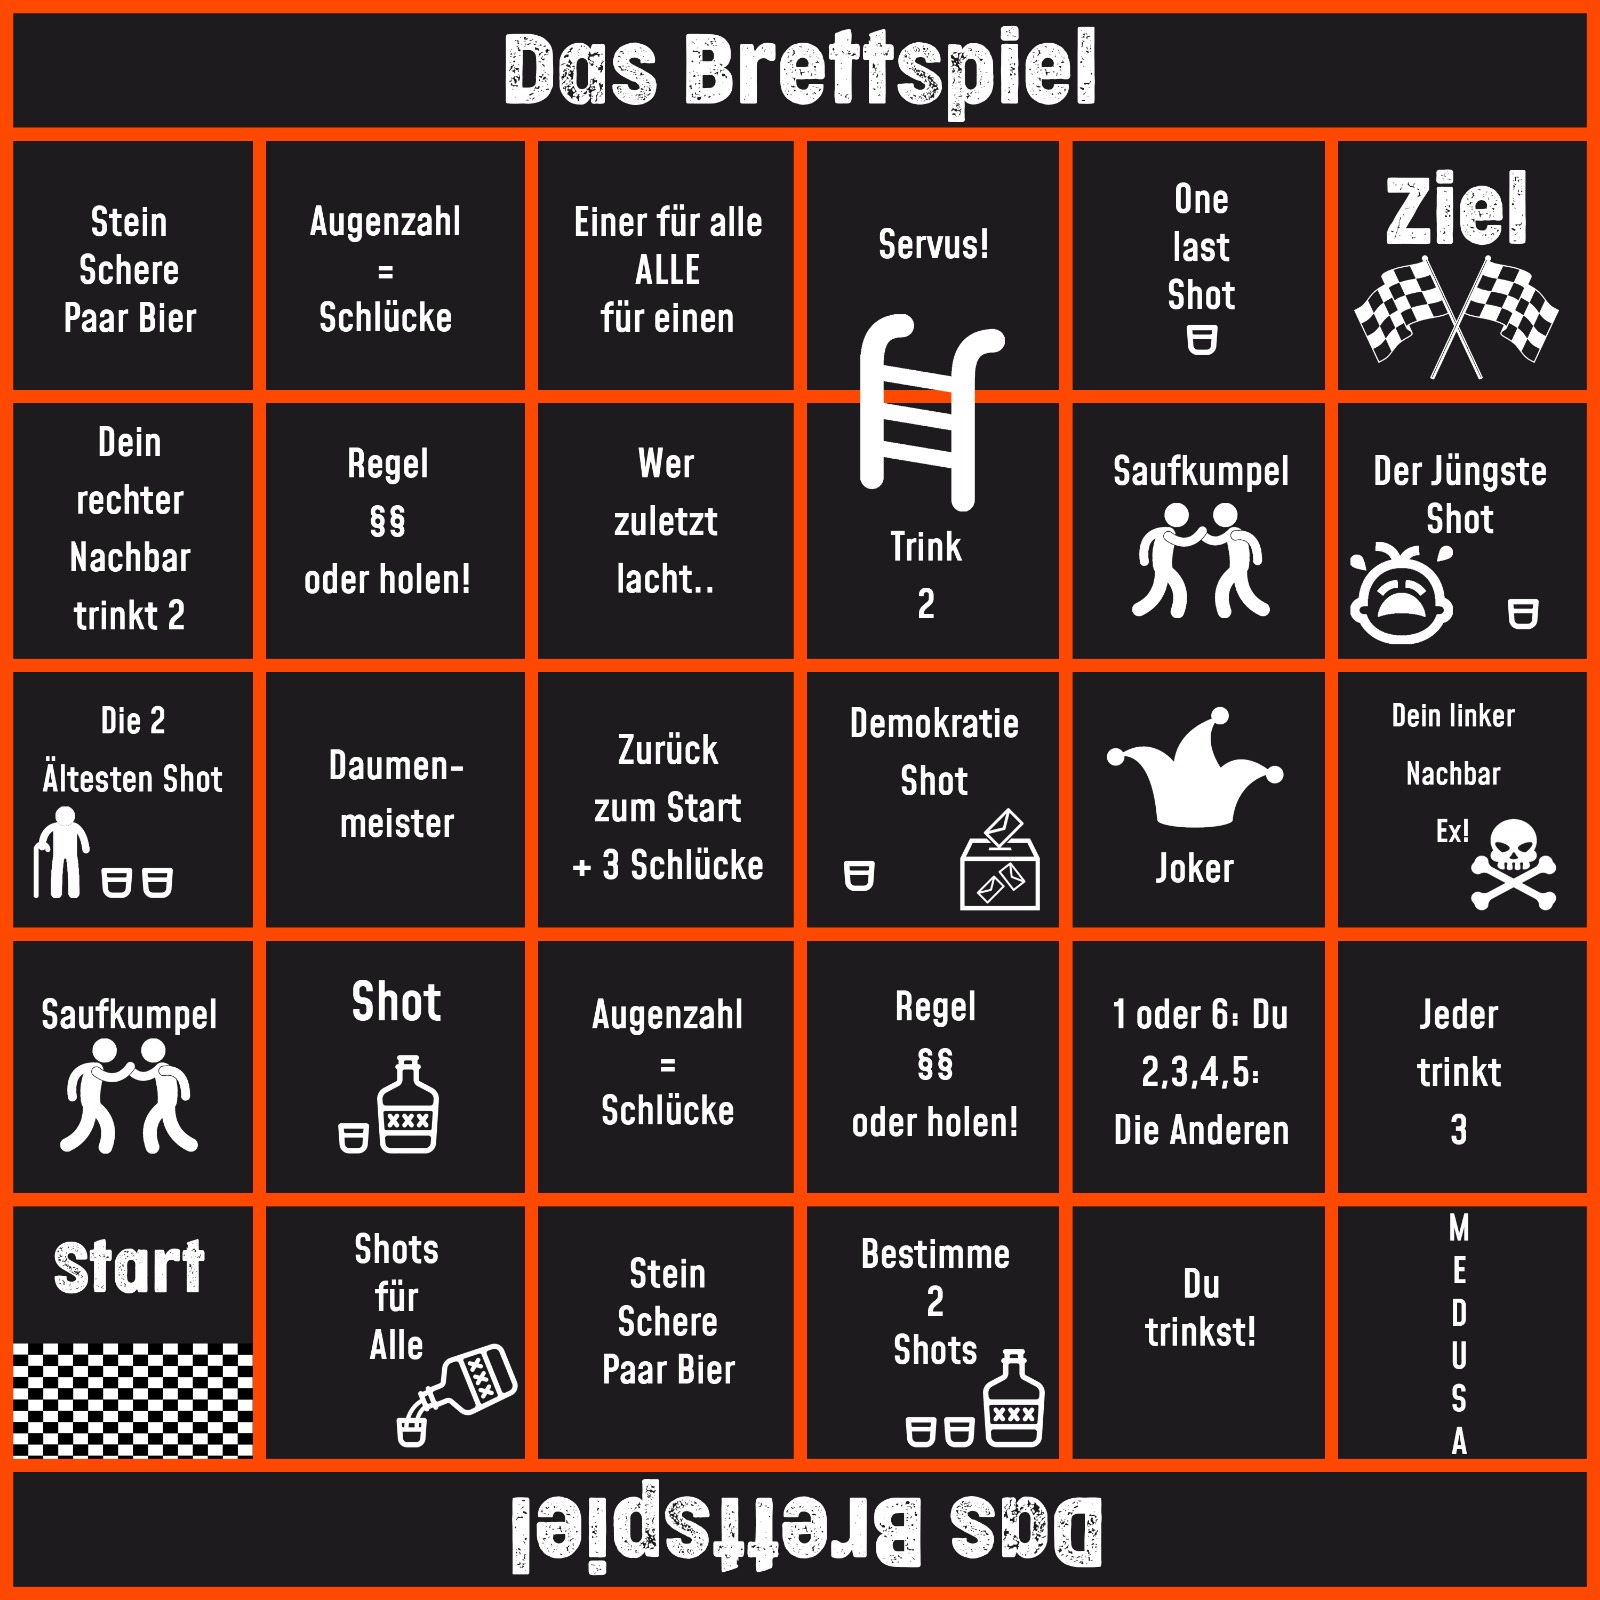 Das Brettspiel
Stein
Schere
Paar Bier
Augenzahl
=
Schlücke
Einer für alle
ALLE
für einen
Servus!
One
last
Shot
Ziel
Dein
rechter
Nachbar
trinkt 2
Regel
§§
oder holen!
Wer
zuletzt
lacht..
Trink
2
Saufkumpel
Der Jüngste
Shot
Die 2
Ältesten Shot
Daumen-
meister
Zurück
zum Start
+ 3 Schlücke
Demokratie
Shot
Joker
Dein linker
Nachbar
Ex!
Saufkumpel
Shot
XXX
Augenzahl
=
Schlücke
Regel
§§
oder holen!
1 oder 6: Du
2,3,4,5:
Die Anderen
Jeder
trinkt
3
Start
Shots
für
Alle
XXX
Stein
Schere
Paar Bier
Bestimme
2
Shots
XXX
Du
trinkst!
M
E
D
U
S
A
Das Brettspiel